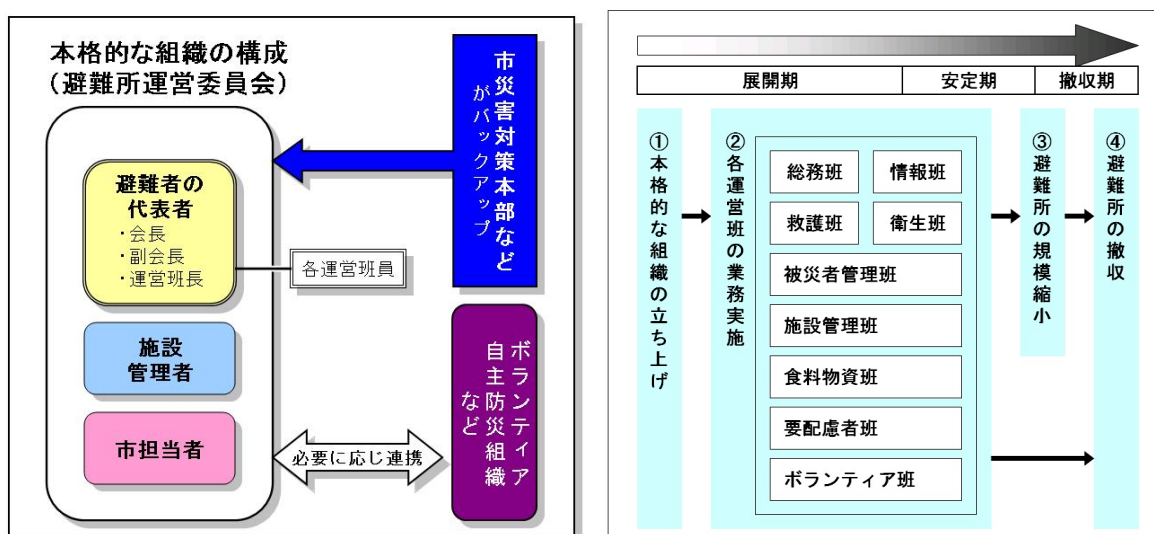 本格的な組織の構成
（避難所運営委員会）
避難者の
代表者
・会長
・副会長
・運営班長
各運営班員
施設
管理者
市担当者
市災害対策本部など
がバックアップ
ボランティア
自主防災組織
など
必要に応じ連携
展開期
安定期
撤収期
①本格的な組織の立ち上げ
②各運営班の業務実施
総務班
情報班
救護班
衛生班
被災者管理班
施設管理班
食料物資班
要配慮者班
ボランティア班
③避難所の規模縮小
④避難所の撤収